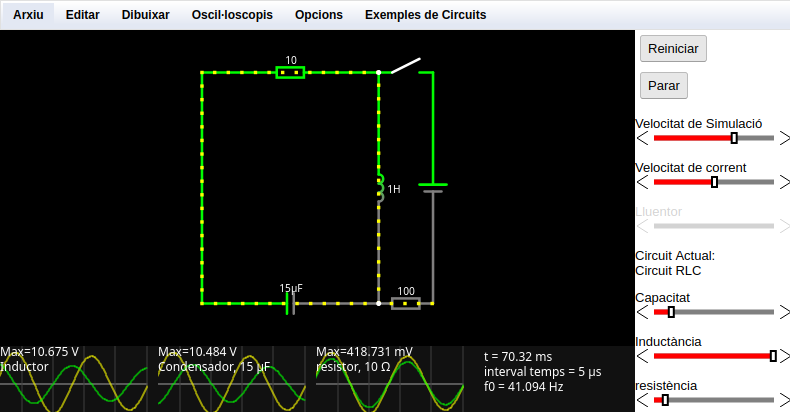 Arxiu Editar Dibuixar Oscil·loscopis Opcions Exemples de Circuits
Reiniciar
Parar
Velocitat de Simulació
Velocitat de corrent
Lluentor
Circuit Actual:
Circuit RLC
Capacitat
Inductància
resistència
10
1H
15μF
100
Max=10.675 V
Inductor
Max=10.484 V
Condensador, 15 μF
Max=418.731 mV
resistor, 10 Ω
t = 70.32 ms
interval temps = 5 μs
f0 = 41.094 Hz